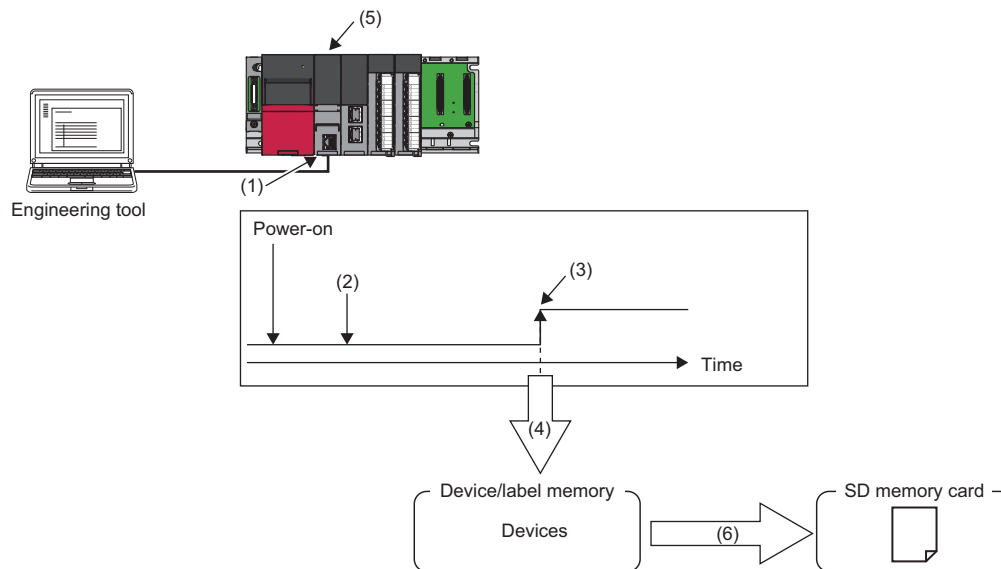 (5)
(1)
Engineering tool
Power-on
(2)
(3)
Time
(4)
Device/label memory
Devices
(6)
SD memory card